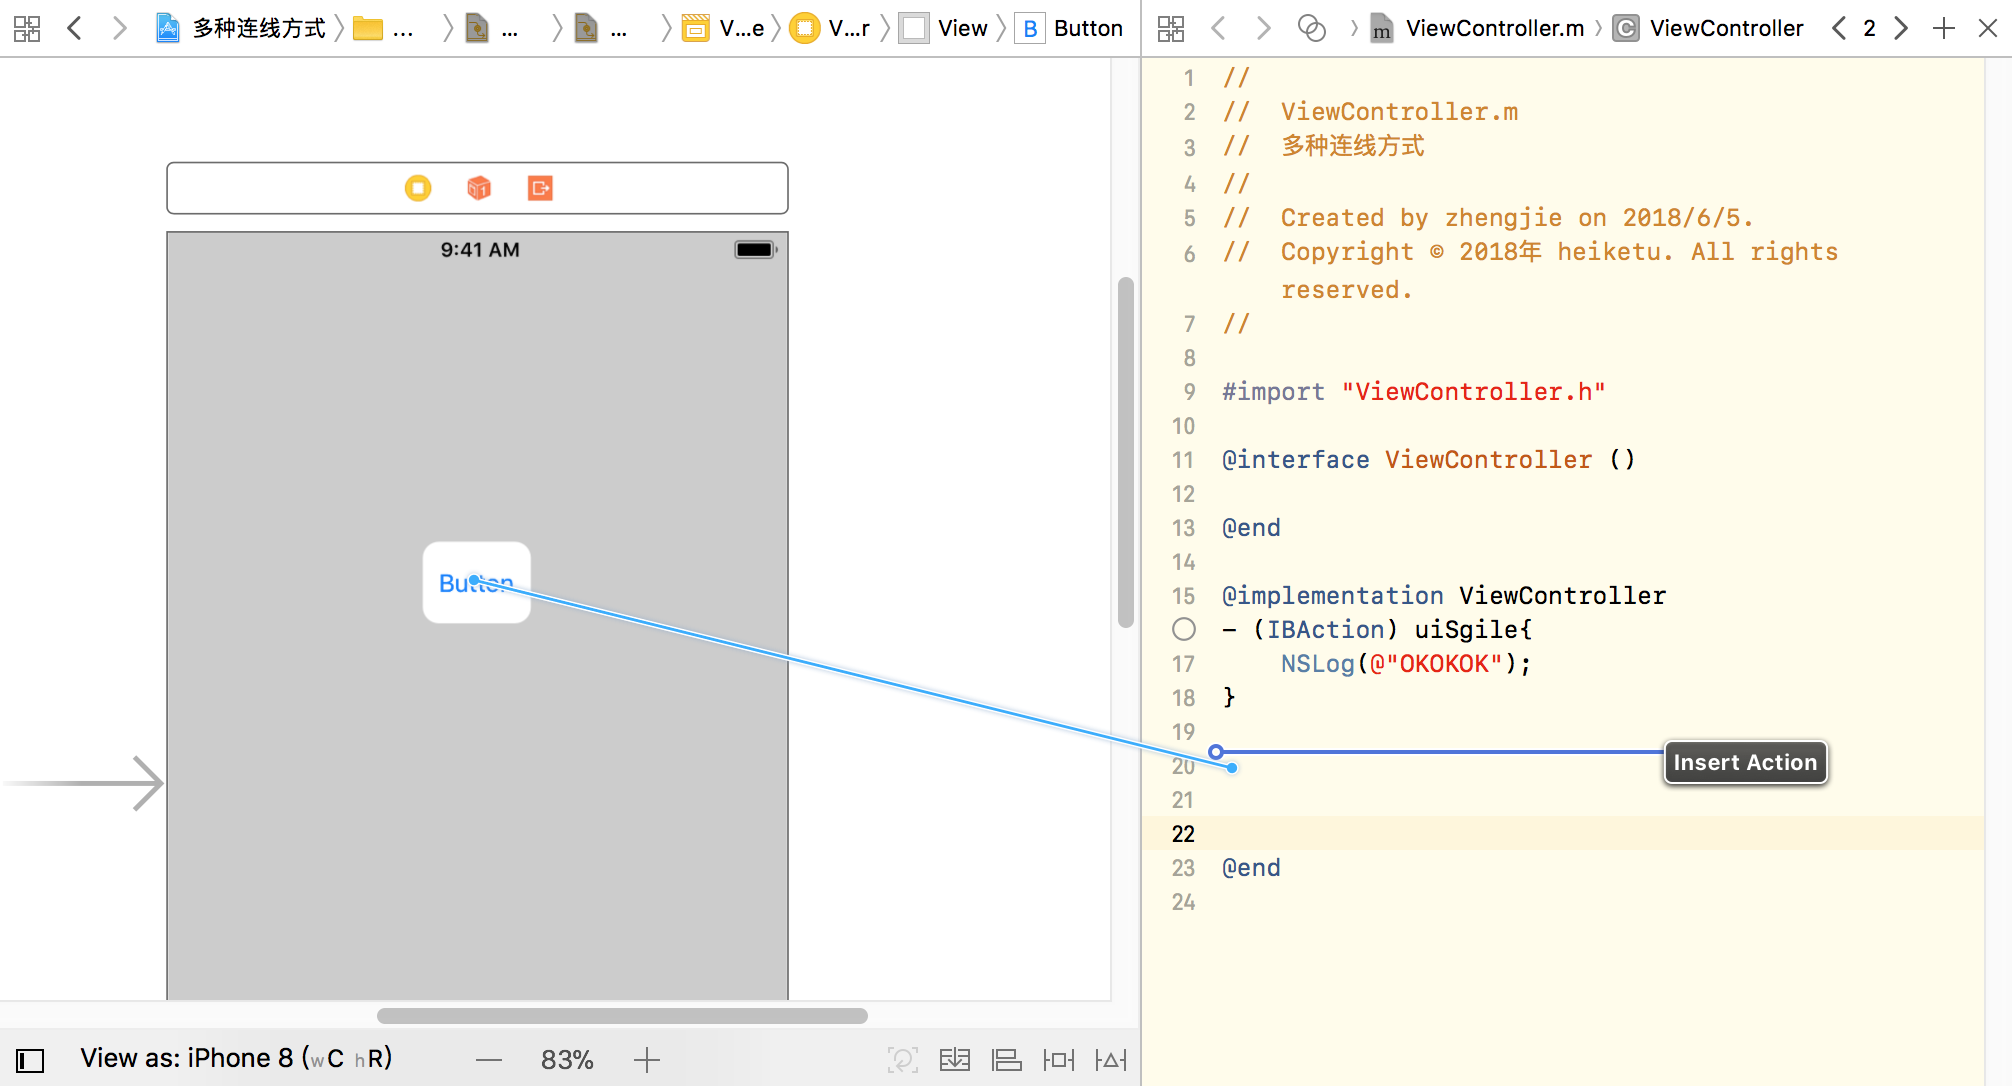 多种连线方式 ... ... ... V...e V...r View B Button
m ViewController.m C ViewController 2
9:41 AM
Button
View as: iPhone 8 (wC hR) 83%
1 //
2 // ViewController.m
3 // 多种连线方式
4 //
5 // Created by zhengjie on 2018/6/5.
6 // Copyright © 2018年 heiketu. All rights
reserved.
7 //
8
9 #import "ViewController.h"
10
11 @interface ViewController ()
12
13 @end
14
15 @implementation ViewController
- (IBAction) uiSgile{
17 NSLog(@"OKOKOK");
18 }
19
Insert Action
20
21
22
23 @end
24